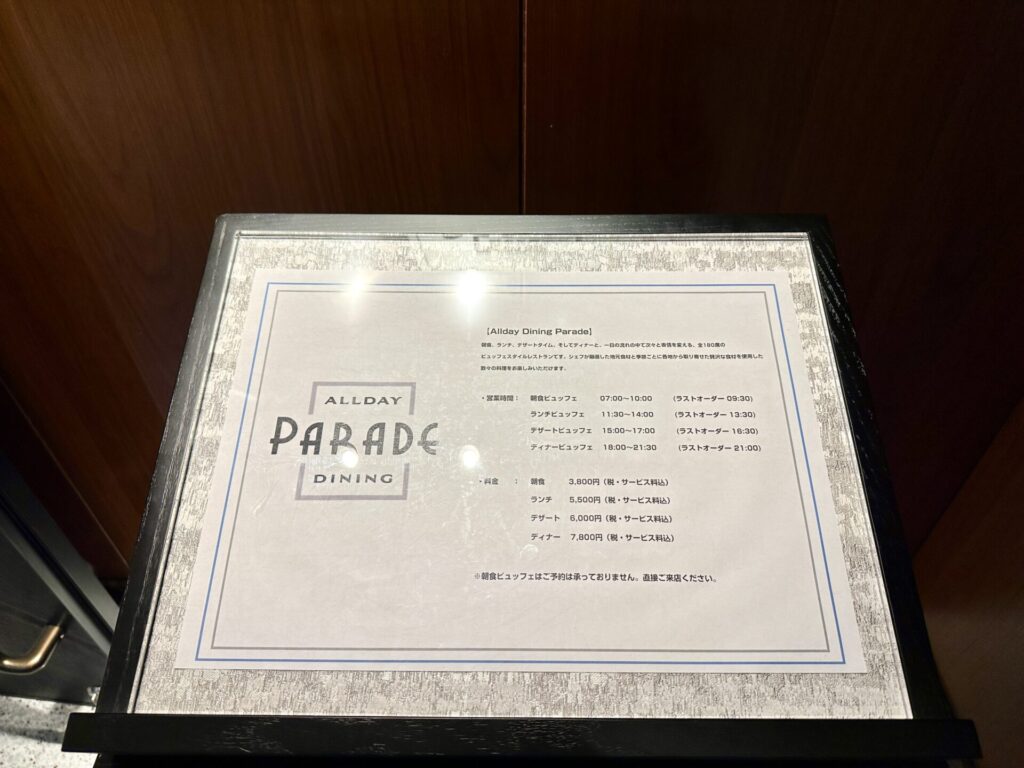 ALLDAY
PARADE
DINING
【Allday Dining Parade】
朝食、ランチ、デザートタイム、そしてディナーと、一日の流れの中で次々と表情を変える、全180席の
ビュッフェスタイルレストランです。シェフが厳選した地元食材と季節ごとに各地から取り寄せた贅沢な食材を使用した
数々の料理をお楽しみいただけます。
・営業時間： 朝食ビュッフェ 07:00～10:00 (ラストオーダー 09:30)
ランチビュッフェ 11:30～14:00 (ラストオーダー 13:30)
デザートビュッフェ 15:00～17:00 (ラストオーダー 16:30)
ディナービュッフェ 18:00～21:30 (ラストオーダー 21:00)
・料金 ： 朝食 3,800円（税・サービス料込）
ランチ 5,500円（税・サービス料込）
デザート 6,000円（税・サービス料込）
ディナー 7,800円（税・サービス料込）
※朝食ビュッフェはご予約は承っておりません。直接ご来店ください。